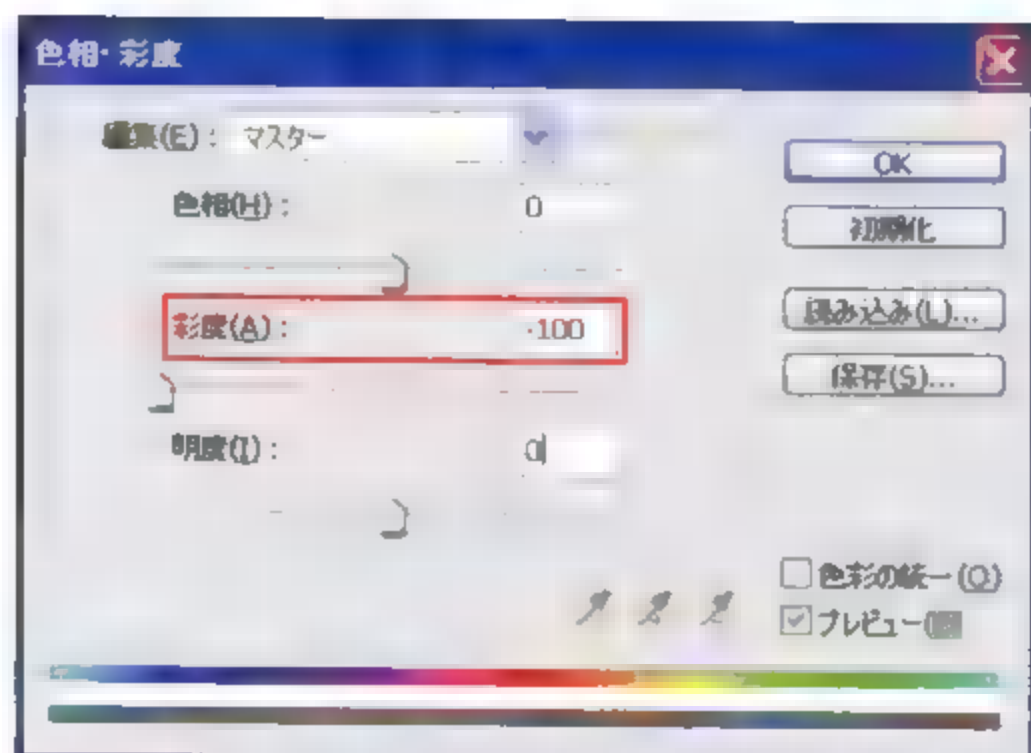 色相・彩度
編集(E): マスター
OK
色相(H): 0
初期化
彩度(A): -100
読み込み(L)...
保存(S)...
明度(I): 0
色彩の統一(O)
プレビュー